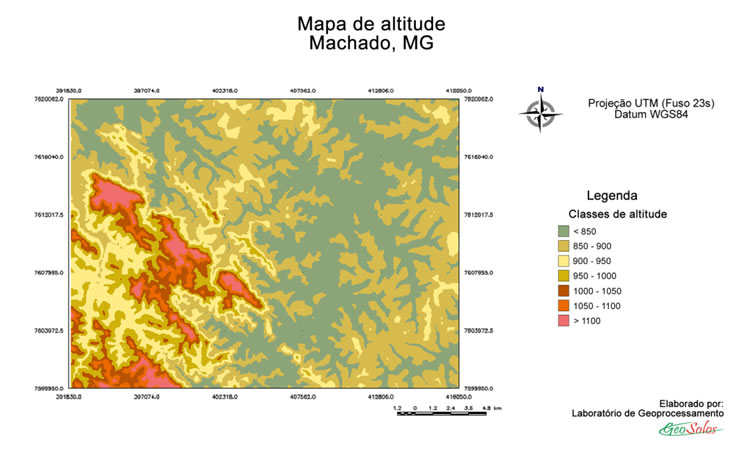 Mapa de altitude
Machado, MG
391830.0 397074.0 402318.0 407562.0 412806.0 418050.0
7620062.0 7620062.0
7616040.0 7616040.0
7612017.5 7612017.5
7607995.0 7607995.0
7603972.5 7603972.5
7599950.0 7599950.0
391830.0 397074.0 402318.0 407562.0 412806.0 418050.0
1.2 0 1.2 2.4 3.6 4.8 km
N
Projeção UTM (Fuso 23s)
Datum WGS84
Legenda
Classes de altitude
< 850
850 - 900
900 - 950
950 - 1000
1000 - 1050
1050 - 1100
> 1100
Elaborado por:
Laboratório de Geoprocessamento
GeoSolos